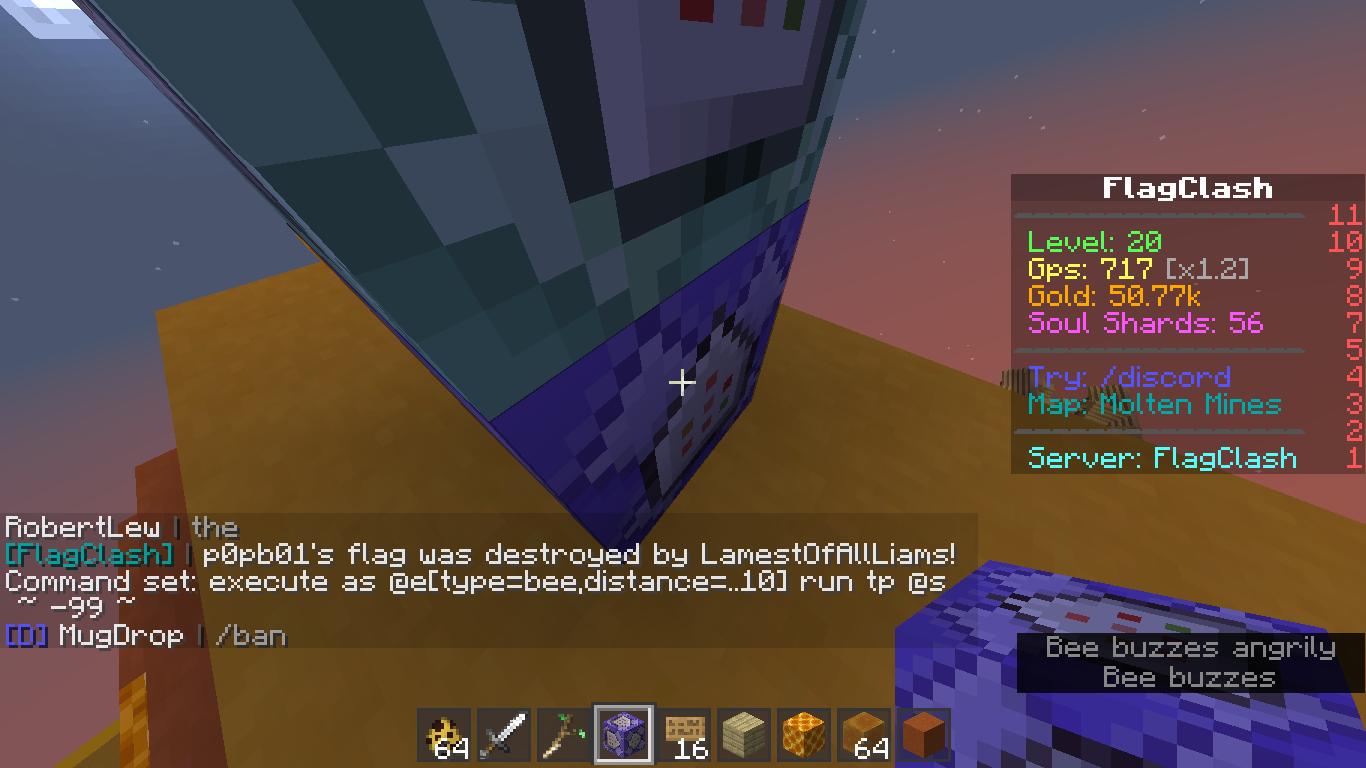 FlagClash
11
Level: 20 10
Gps: 717 [x1.2] 9
Gold: 50.77k 8
Soul Shards: 56 7
5
Try: /discord 4
Map: Molten Mines 3
2
Server: FlagClash 1
RobertLew | the
[FlagClash] | p0pb01's flag was destroyed by LamestOfAllLiams!
Command set: execute as @e[type=bee,distance=..10] run tp @s
~ -99 ~
[D] MugDrop | /ban
Bee buzzes angrily
Bee buzzes
64
16
64